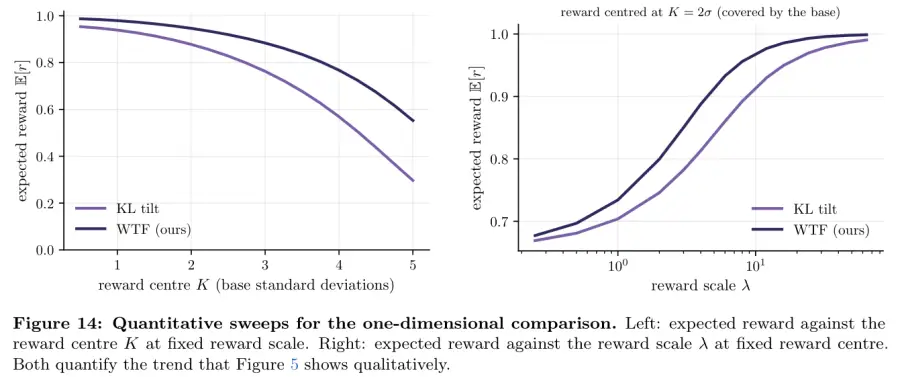 1.0
0.8
0.6
0.4
0.2
0.0
expected reward 𝔼[r]
KL tilt
WTF (ours)
1 2 3 4 5
reward centre K (base standard deviations)
reward centred at K = 2σ (covered by the base)
1.0
0.9
0.8
0.7
expected reward 𝔼[r]
KL tilt
WTF (ours)
10⁰ 10¹
reward scale λ
Figure 14: Quantitative sweeps for the one-dimensional comparison. Left: expected reward against the
reward centre K at fixed reward scale. Right: expected reward against the reward scale λ at fixed reward centre.
Both quantify the trend that Figure 5 shows qualitatively.